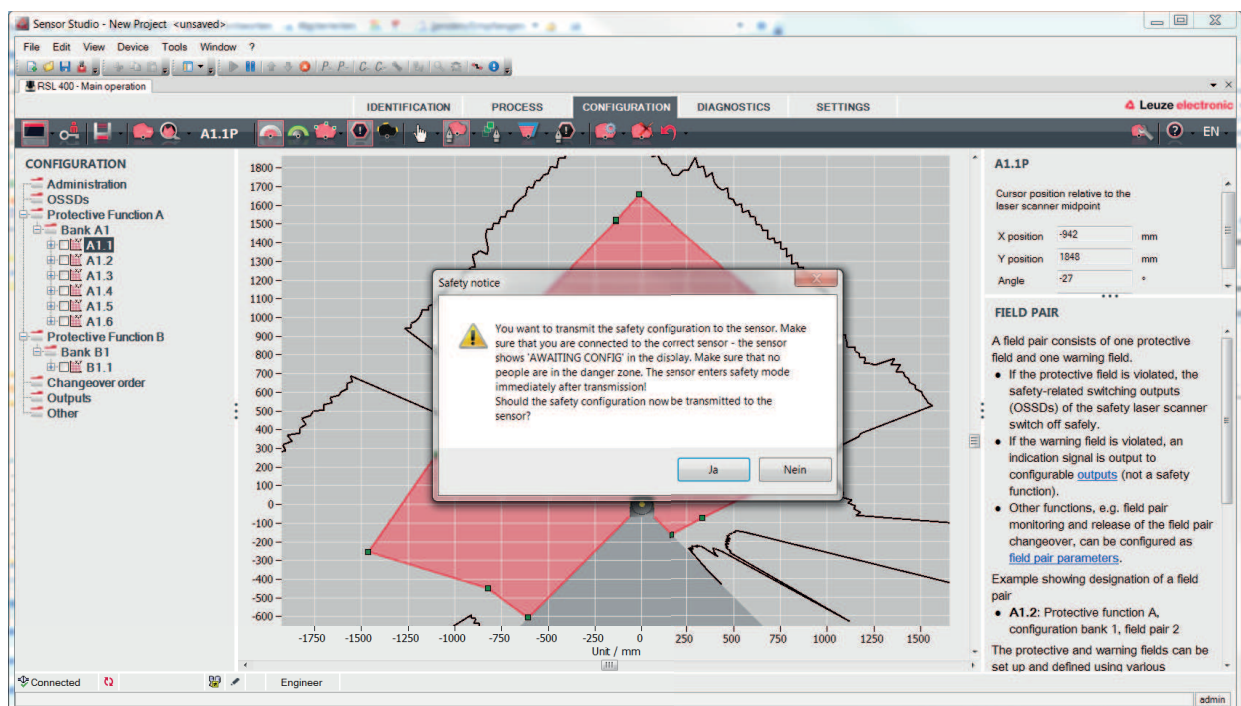 Sensor Studio - New Project <unsaved>
File Edit View Device Tools Window ?
RSL 400 - Main operation
IDENTIFICATION PROCESS CONFIGURATION DIAGNOSTICS SETTINGS
Leuze electronic
A1.1P
EN
CONFIGURATION
Administration
OSSDs
Protective Function A
Bank A1
A1.1
A1.2
A1.3
A1.4
A1.5
A1.6
Protective Function B
Bank B1
B1.1
Changeover order
Outputs
Other
1800
1700
1600
1500
1400
1300
1200
1100
1000
900
800
700
600
500
400
300
200
100
0
-100
-200
-300
-400
-500
-600
-1750 -1500 -1250 -1000 -750 -500 -250 0 250 500 750 1000 1250 1500
Unit / mm
Safety notice
You want to transmit the safety configuration to the sensor. Make
sure that you are connected to the correct sensor - the sensor
shows 'AWAITING CONFIG' in the display. Make sure that no
people are in the danger zone. The sensor enters safety mode
immediately after transmission!
Should the safety configuration now be transmitted to the
sensor?
Ja Nein
A1.1P
Cursor position relative to the
laser scanner midpoint
X position -942 mm
Y position 1848 mm
Angle -27 °
FIELD PAIR
A field pair consists of one protective
field and one warning field.
• If the protective field is violated, the
safety-related switching outputs
(OSSDs) of the safety laser scanner
switch off safely.
• If the warning field is violated, an
indication signal is output to
configurable outputs (not a safety
function).
• Other functions, e.g. field pair
monitoring and release of the field pair
changeover, can be configured as
field pair parameters.
Example showing designation of a field
pair
• A1.2: Protective function A,
configuration bank 1, field pair 2
The protective and warning fields can be
set up and defined using various
Connected Engineer
admin